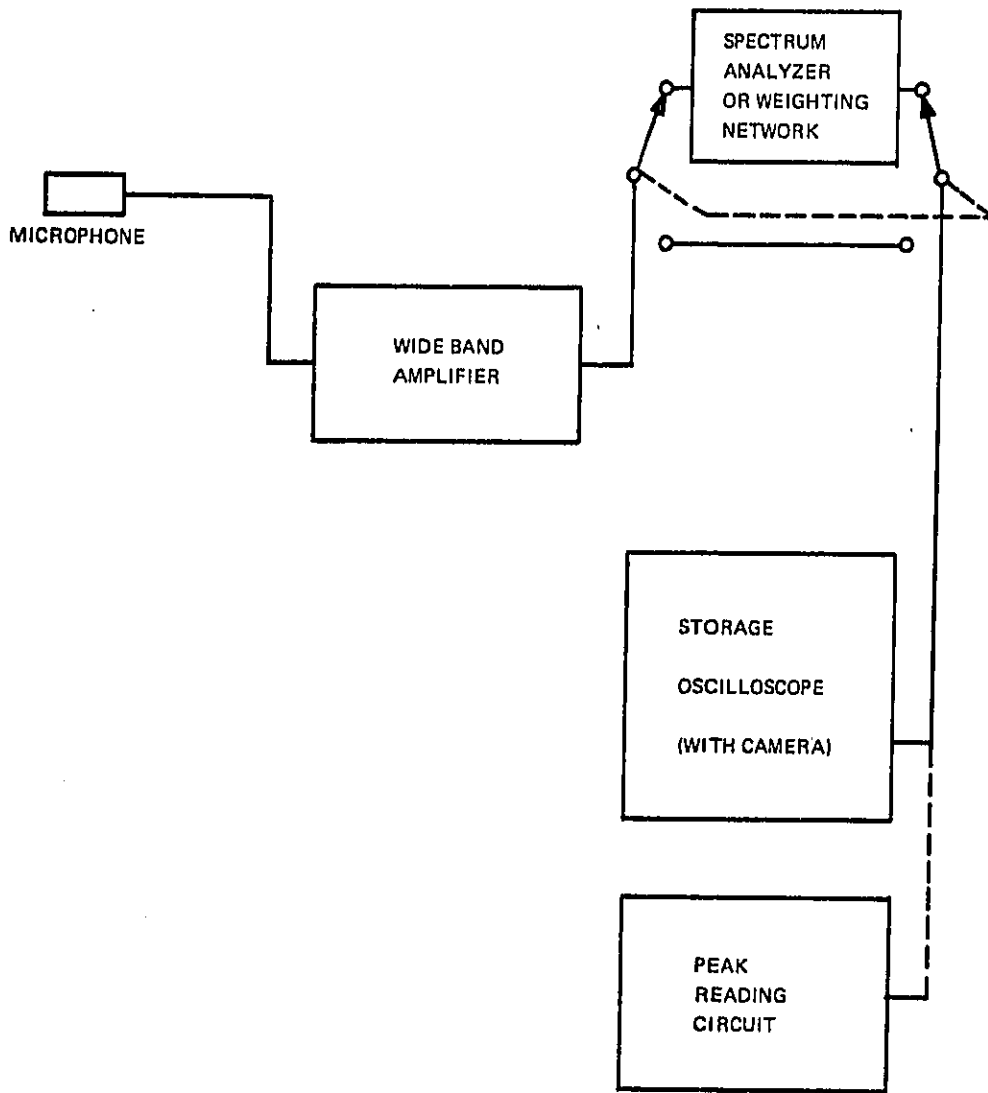 SPECTRUM
ANALYZER
OR WEIGHTING
NETWORK
MICROPHONE
WIDE BAND
AMPLIFIER
STORAGE
OSCILLOSCOPE
(WITH CAMERA)
PEAK
READING
CIRCUIT